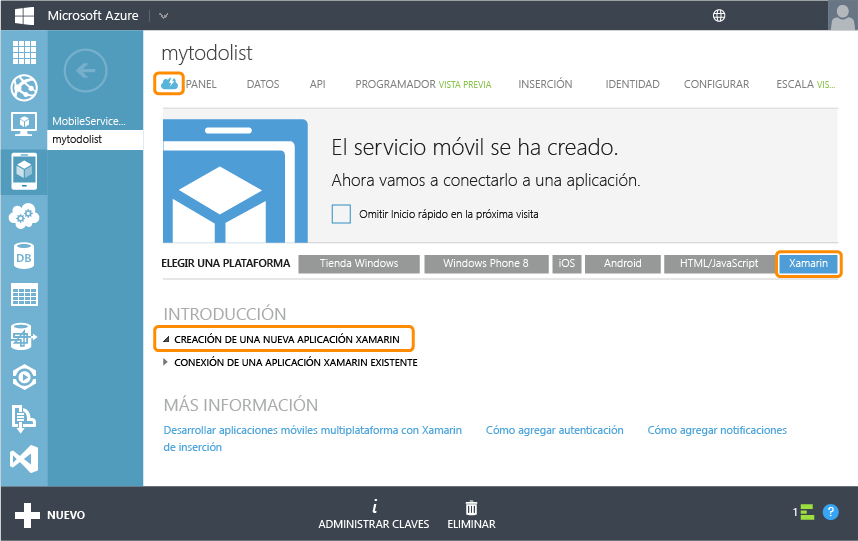 Microsoft Azure
mytodolist
PANEL DATOS API PROGRAMADOR VISTA PREVIA INSERCIÓN IDENTIDAD CONFIGURAR ESCALA VIS...
MobileService...
mytodolist
El servicio móvil se ha creado.
Ahora vamos a conectarlo a una aplicación.
Omitir Inicio rápido en la próxima visita
DB
ELEGIR UNA PLATAFORMA Tienda Windows Windows Phone 8 iOS Android HTML/JavaScript Xamarin
INTRODUCCIÓN
CREACIÓN DE UNA NUEVA APLICACIÓN XAMARIN
CONEXIÓN DE UNA APLICACIÓN XAMARIN EXISTENTE
MÁS INFORMACIÓN
Desarrollar aplicaciones móviles multiplataforma con Xamarin Cómo agregar autenticación Cómo agregar notificaciones
de inserción
NUEVO
ADMINISTRAR CLAVES ELIMINAR
1 ?